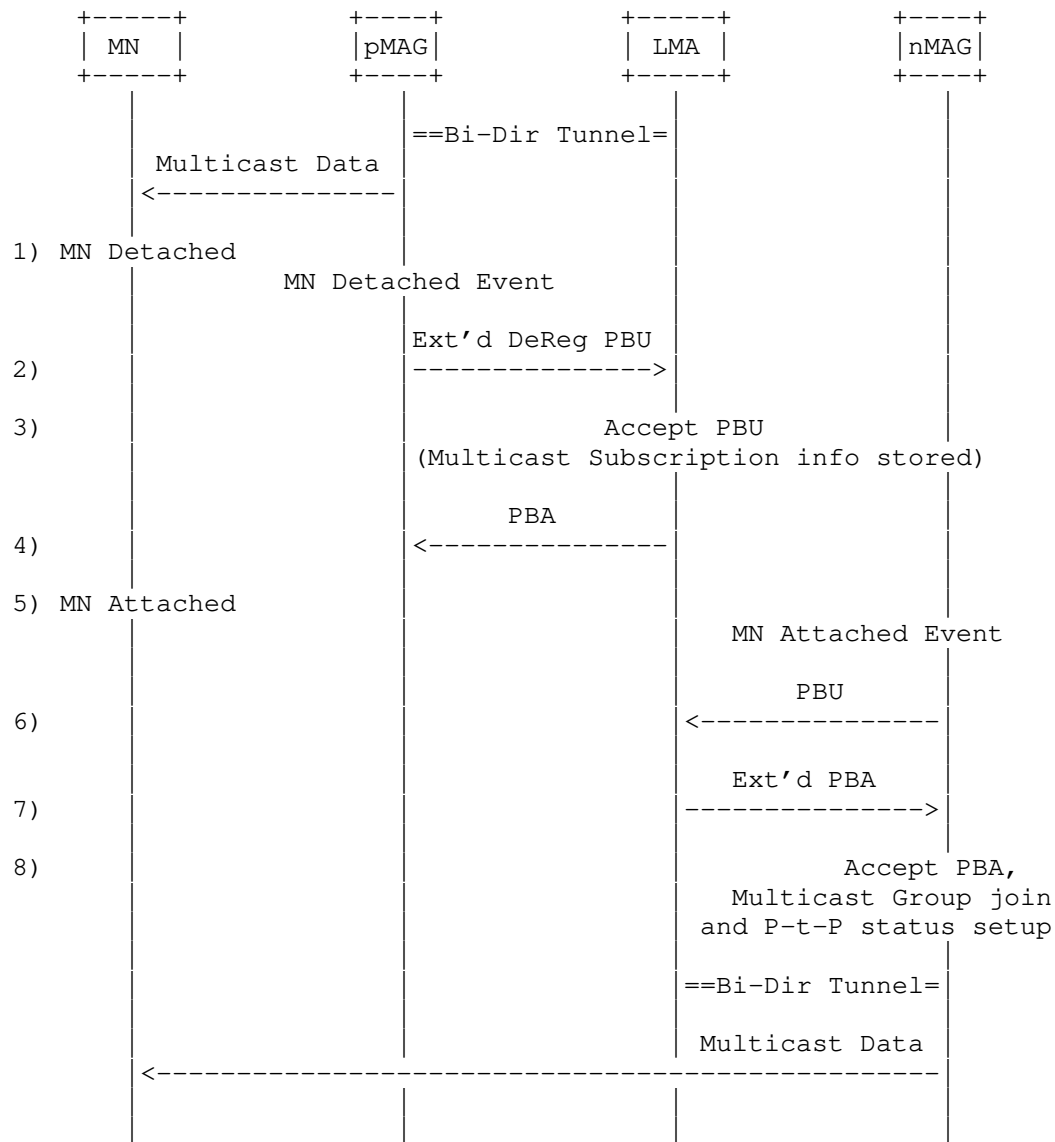 MN pMAG LMA nMAG
==Bi-Dir Tunnel=
Multicast Data
1) MN Detached
MN Detached Event
Ext'd DeReg PBU
2)
3) Accept PBU
(Multicast Subscription info stored)
PBA
4)
5) MN Attached
MN Attached Event
PBU
6)
Ext'd PBA
7)
8) Accept PBA,
Multicast Group join
and P-t-P status setup
==Bi-Dir Tunnel=
Multicast Data